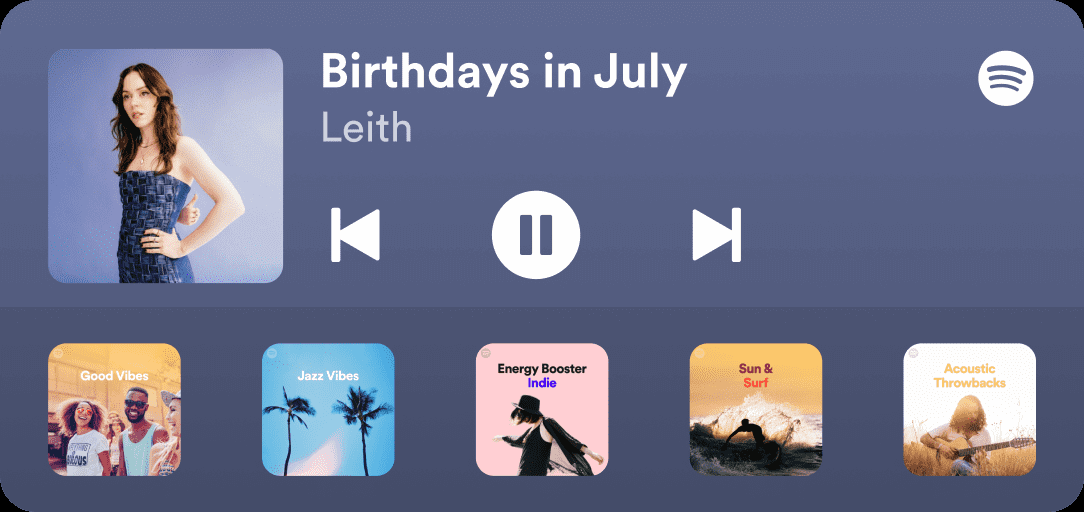 Birthdays in July
Leith
Good Vibes
Jazz Vibes
Energy Booster
Indie
Sun &
Surf
Acoustic
Throwbacks